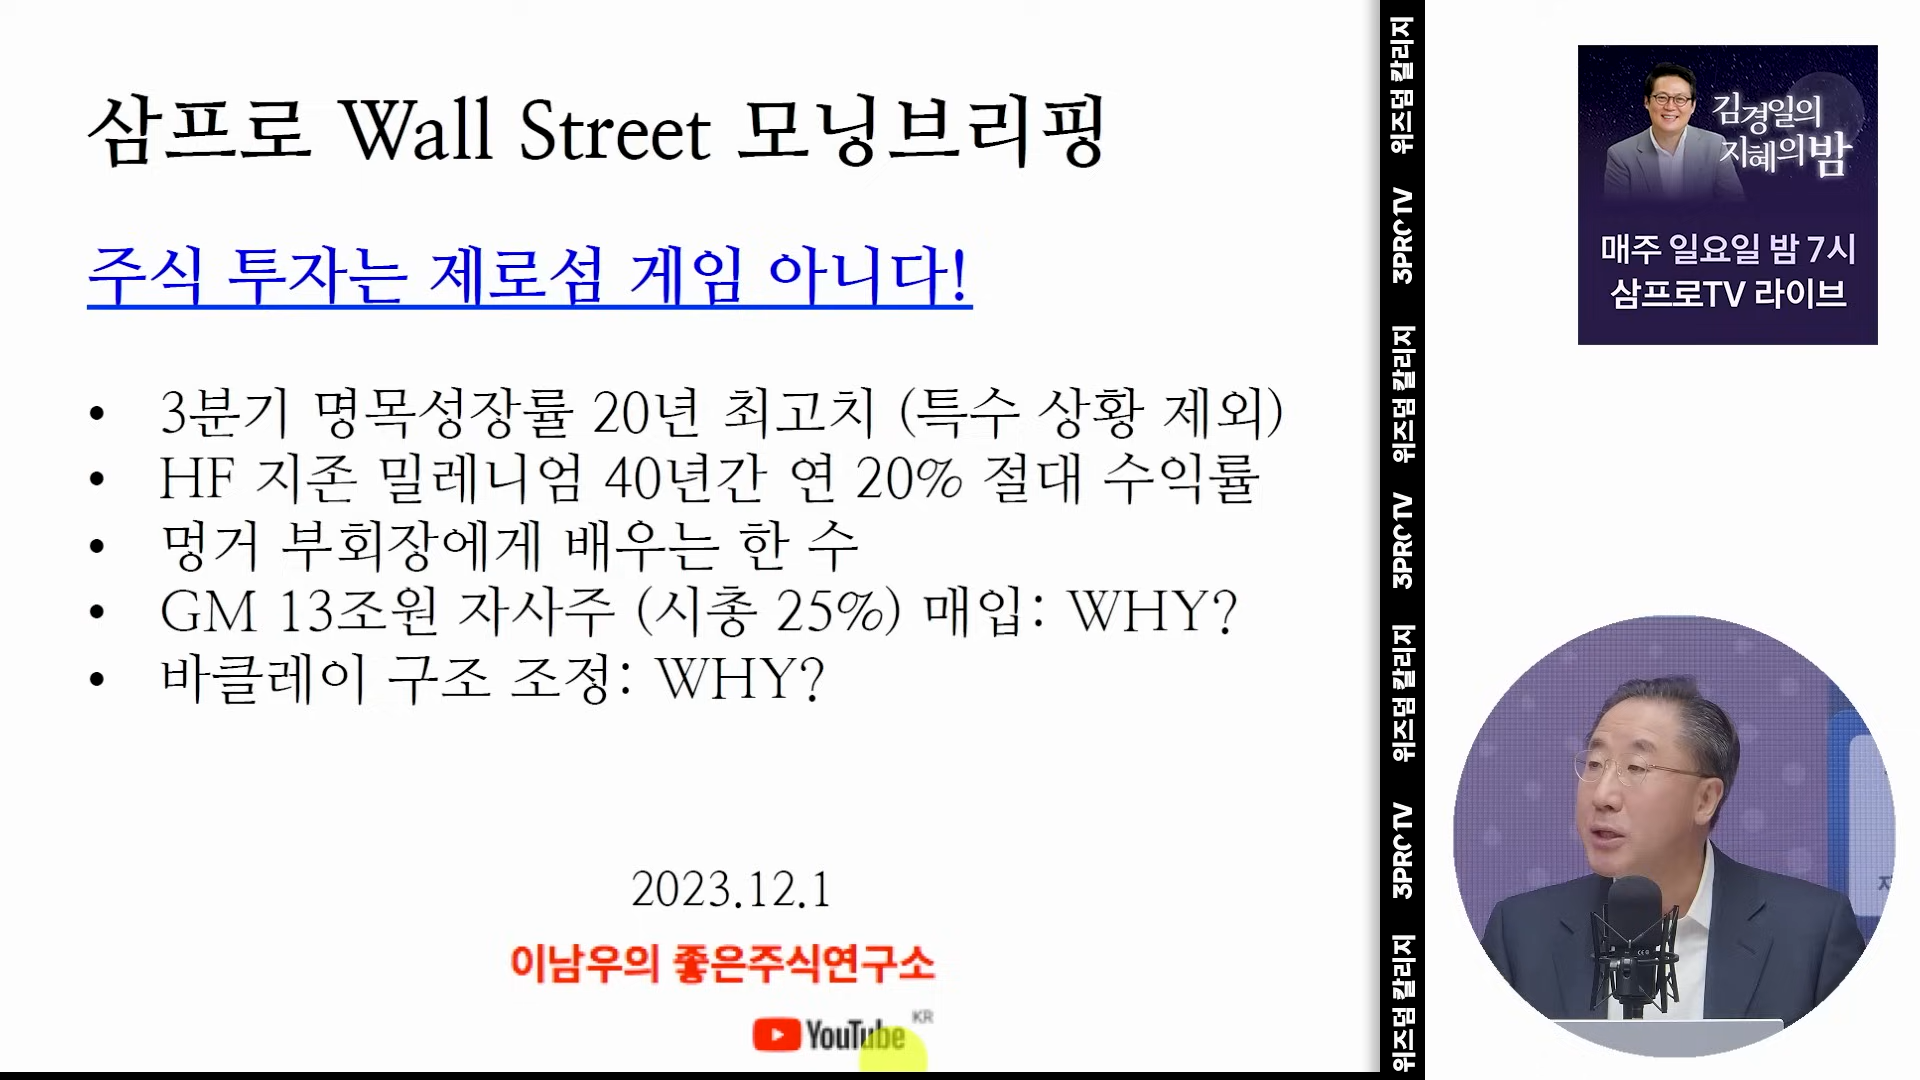 삼프로 Wall Street 모닝브리핑
주식 투자는 제로섬 게임 아니다!
• 3분기 명목성장률 20년 최고치 (특수 상황 제외)
• HF 지존 밀레니엄 40년간 연 20% 절대 수익률
• 멍거 부회장에게 배우는 한 수
• GM 13조원 자사주 (시총 25%) 매입: WHY?
• 바클레이 구조 조정: WHY?
2023.12.1
이남우의 좋은주식연구소
YouTube KR
위즈덤 칼리지 3PROTV 위즈덤 칼리지 3PROTV 위즈덤 칼리지 3PROTV 위즈덤 칼리지
김경일의
지혜의 밤
매주 일요일 밤 7시
삼프로TV 라이브